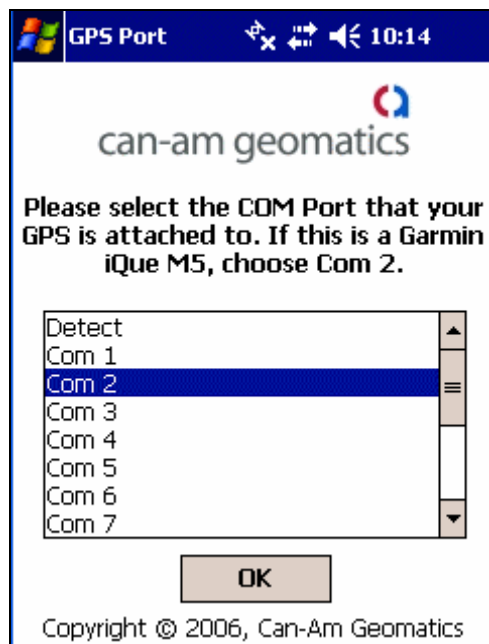 GPS Port 10:14
can-am geomatics
Please select the COM Port that your
GPS is attached to. If this is a Garmin
iQue M5, choose Com 2.
Detect
Com 1
Com 2
Com 3
Com 4
Com 5
Com 6
Com 7
OK
Copyright © 2006, Can-Am Geomatics